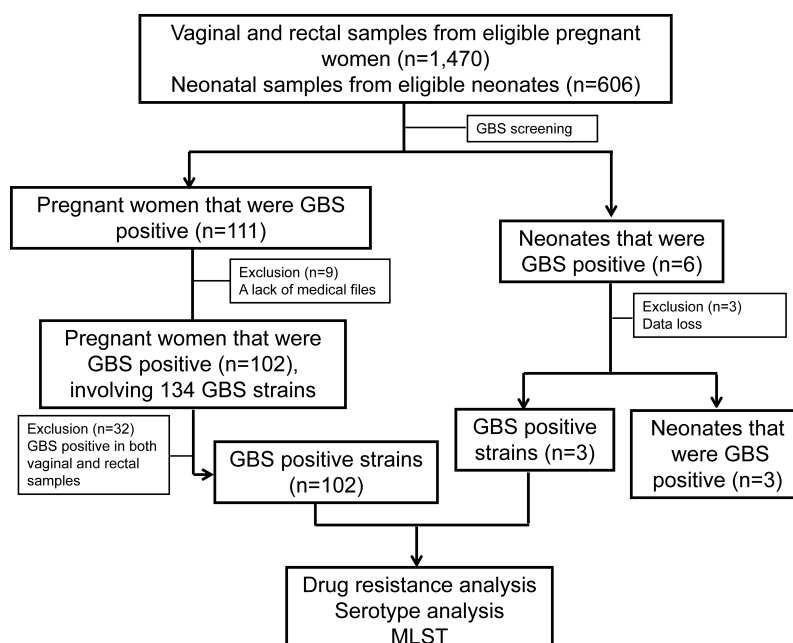 Vaginal and rectal samples from eligible pregnant
women (n=1,470)
Neonatal samples from eligible neonates (n=606)
GBS screening
Pregnant women that were GBS
positive (n=111)
Neonates that were
GBS positive (n=6)
Exclusion (n=9)
A lack of medical files
Exclusion (n=3)
Data loss
Pregnant women that were
GBS positive (n=102),
involving 134 GBS strains
Exclusion (n=32)
GBS positive in both
vaginal and rectal
samples
GBS positive strains
(n=102)
GBS positive
strains (n=3)
Neonates that
were GBS
positive (n=3)
Drug resistance analysis
Serotype analysis
MLST